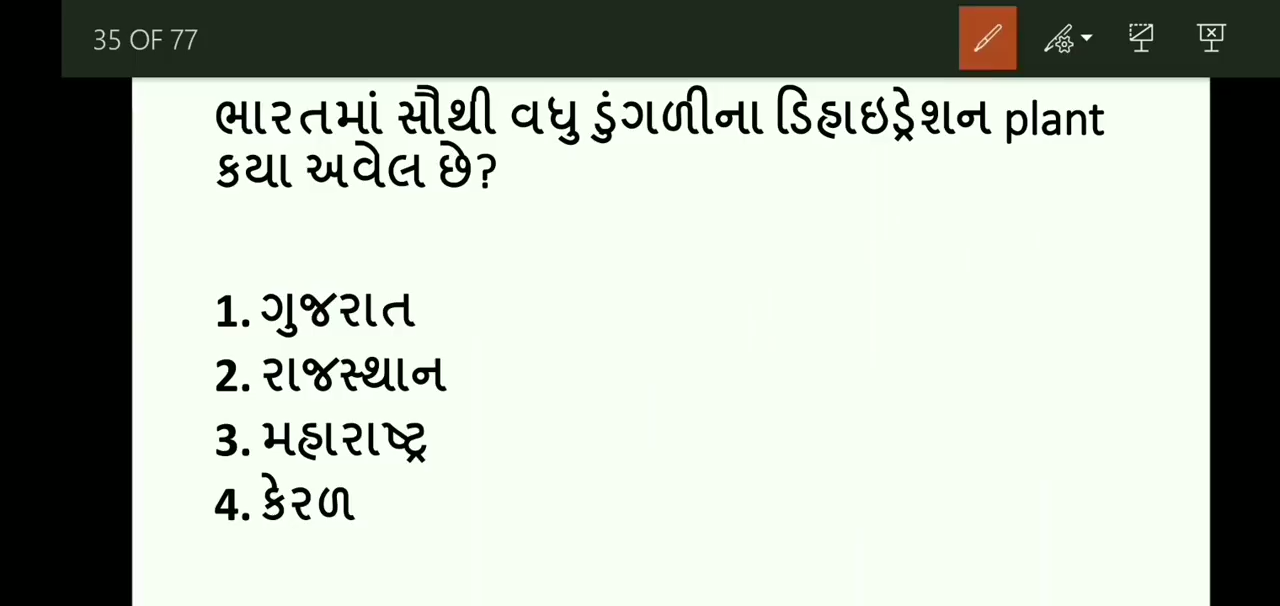 35 OF 77
ભારતમાં સૌથી વધુ ડુંગળીના ડિહાઇડ્રેશન plant
કયા અવેલ છે?
1. ગુજરાત
2. રાજસ્થાન
3. મહારાષ્ટ્ર
4. કેરળ